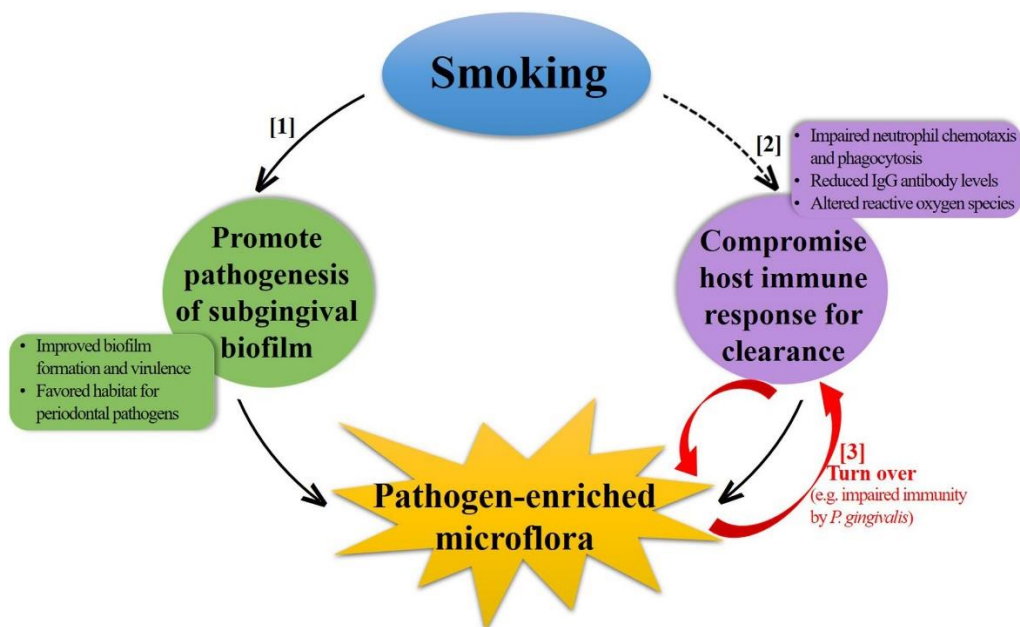 Smoking
[1]
[2]
• Impaired neutrophil chemotaxis
and phagocytosis
• Reduced IgG antibody levels
• Altered reactive oxygen species
Promote
pathogenesis
of subgingival
biofilm
Compromise
host immune
response for
clearance
• Improved biofilm
formation and virulence
• Favored habitat for
periodontal pathogens
[3]
Turn over
(e.g. impaired immunity
by P. gingivalis)
Pathogen-enriched
microflora